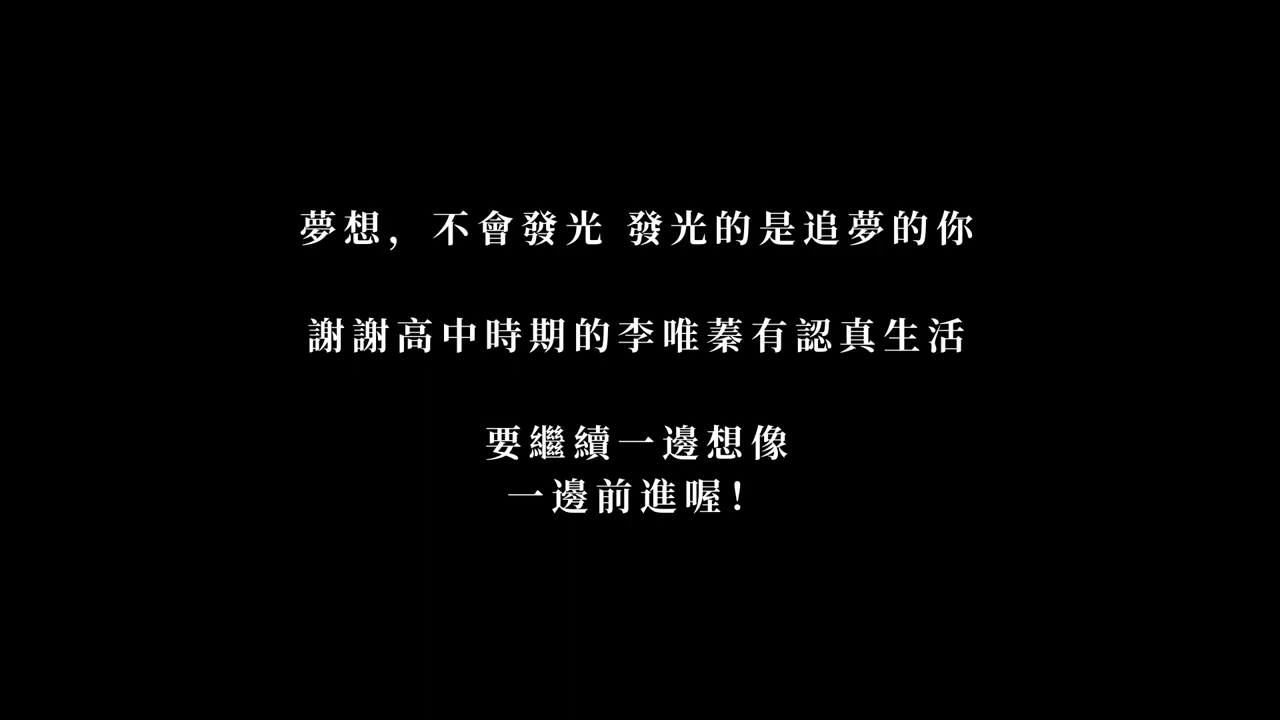 夢想，不會發光 發光的是追夢的你
謝謝高中時期的李唯蓁有認真生活
要繼續一邊想像
一邊前進喔！